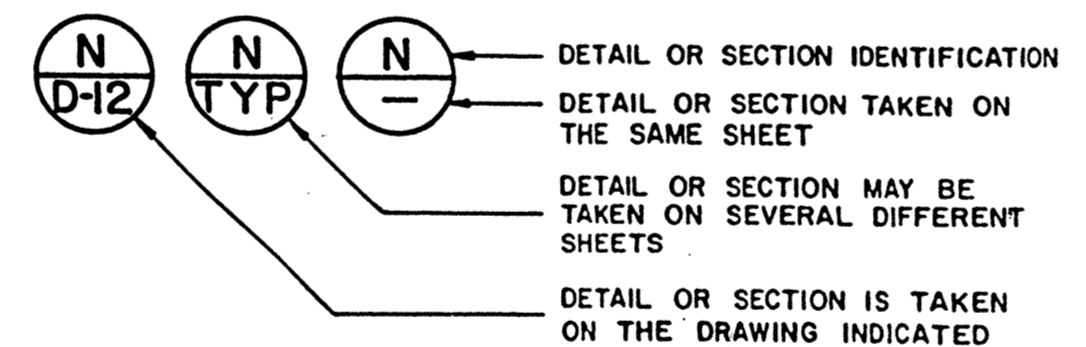 N N N
D-12 TYP —
DETAIL OR SECTION IDENTIFICATION
DETAIL OR SECTION TAKEN ON
THE SAME SHEET
DETAIL OR SECTION MAY BE
TAKEN ON SEVERAL DIFFERENT
SHEETS
DETAIL OR SECTION IS TAKEN
ON THE DRAWING INDICATED